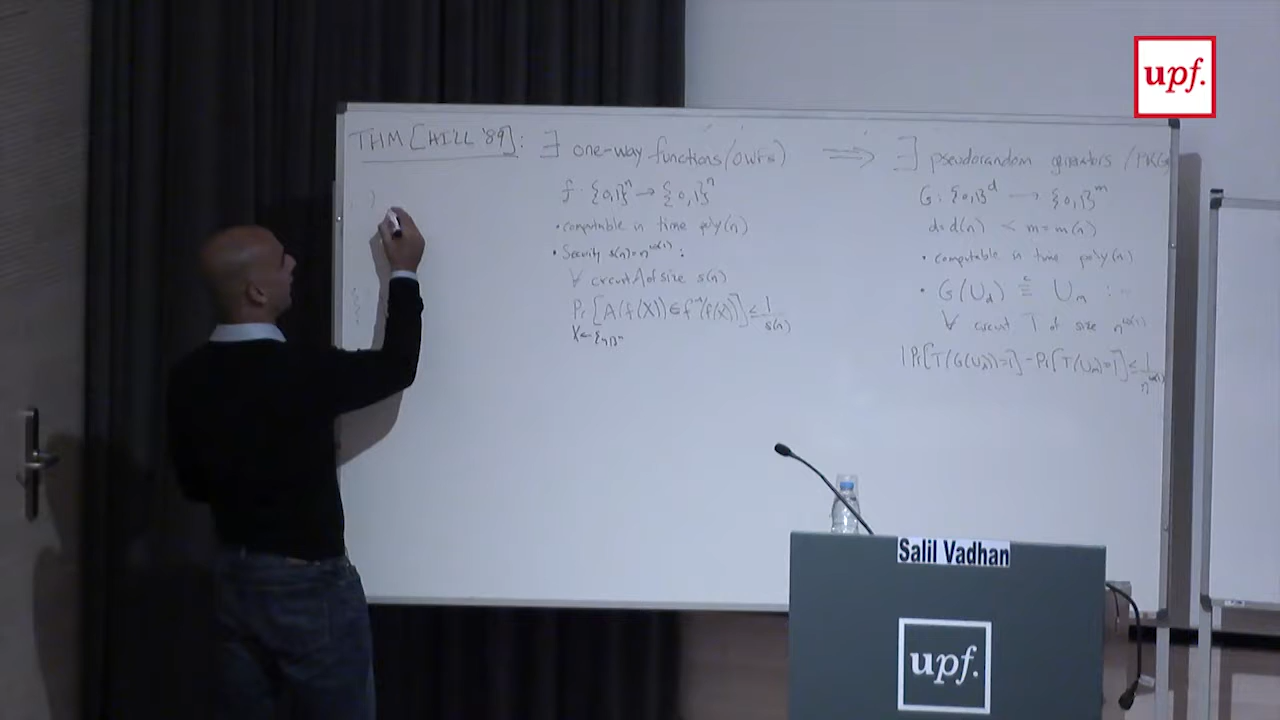 upf.
THM [HILL '89]: ∃ one-way functions (OWFs) ⟹ ∃ pseudorandom generators (PRGs
f: {0,1}ⁿ → {0,1}ⁿ
• computable in time poly(n)
• Security s(n)=n^ω(1) :
∀ circuit A of size s(n)
Pr [A(f(X)) ∈ f⁻¹(f(X))] ≤ 1/s(n)
X←{0,1}ⁿ
G: {0,1}^d → {0,1}^m
d=d(n) < m=m(n)
• computable in time poly(n)
• G(U_d) ≡^c U_m :
∀ circuit T of size n^ω(1)
|Pr[T(G(U_d))=1] - Pr[T(U_m)=1]| ≤ 1/n^ω(1)
Salil Vadhan
upf.